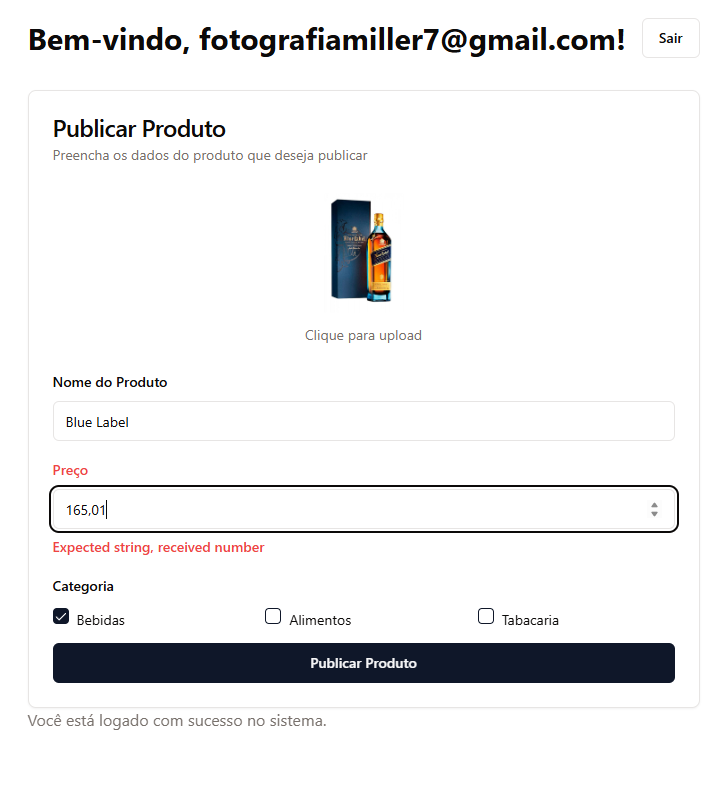 Bem-vindo, fotografiamiller7@gmail.com!
Sair
Publicar Produto
Preencha os dados do produto que deseja publicar
Clique para upload
Nome do Produto
Blue Label
Preço
165,01
Expected string, received number
Categoria
Bebidas
Alimentos
Tabacaria
Publicar Produto
Você está logado com sucesso no sistema.